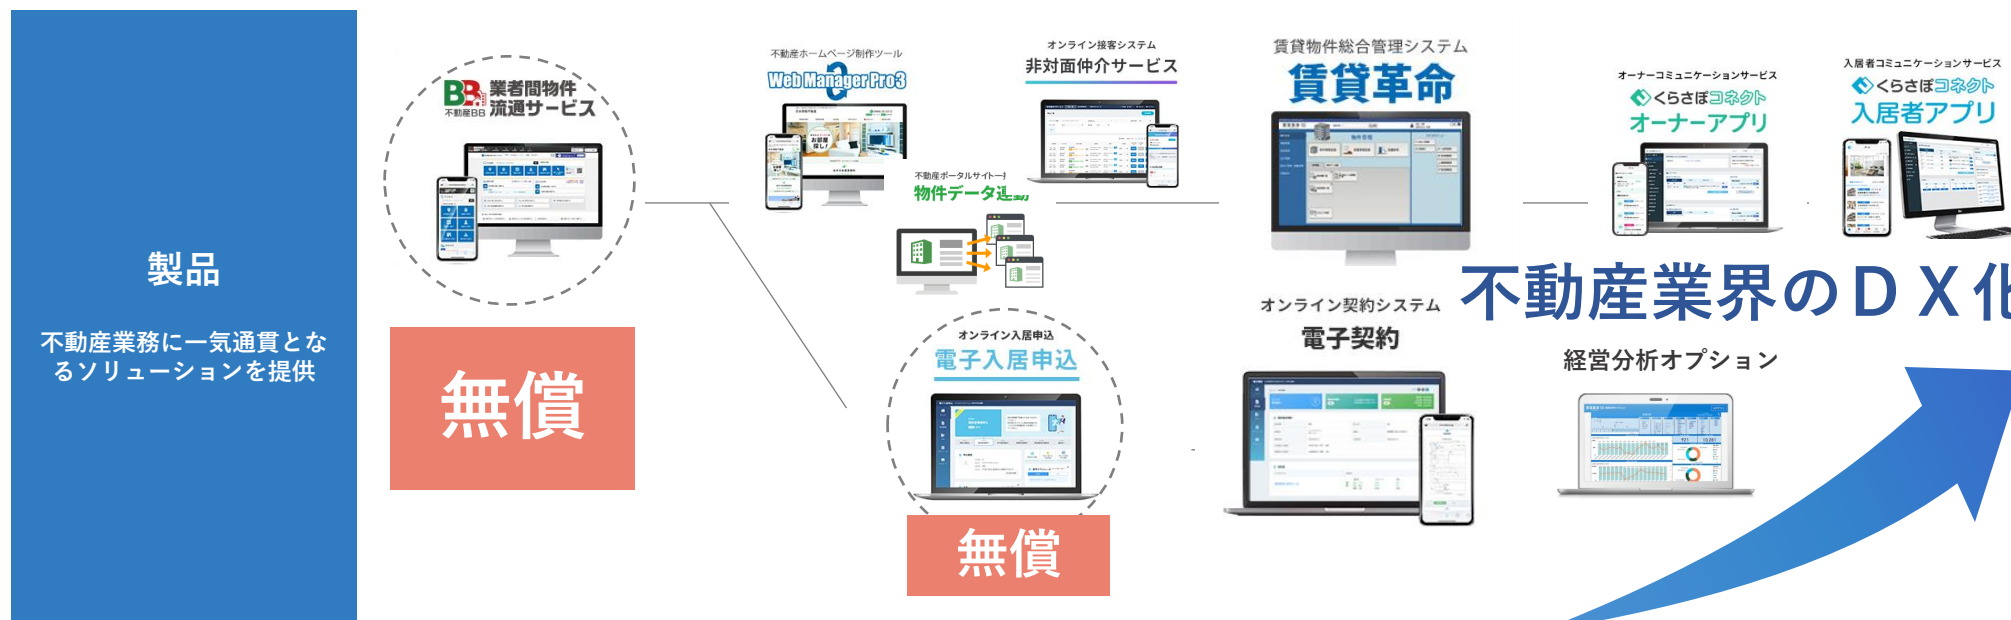 製品
不動産業務に一気通貫とな
るソリューションを提供
BB.
不動産BB
業者間物件
流通サービス
無償
不動産ホームページ制作ツール
Web Manager Pro3
お部屋
探し!
オンライン接客システム
非対面仲介サービス
不動産ポータルサイト一
物件データ連動
オンライン入居申込
電子入居申込
無償
賃貸物件総合管理システム
賃貸革命
オンライン契約システム
電子契約
オーナーコミュニケーションサービス
くらさぽコネクト
オーナーアプリ
入居者コミュニケーションサービス
くらさぽコネクト
入居者アプリ
不動産業界のＤＸ化
経営分析オプション